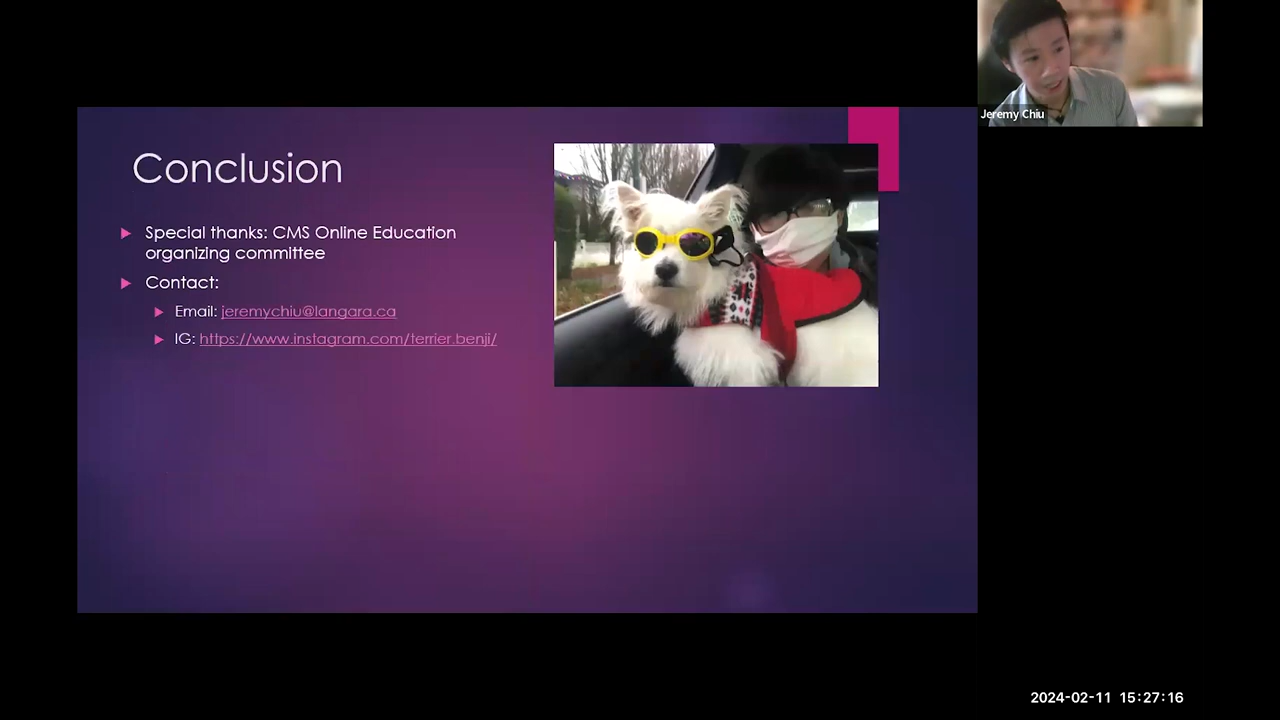 Jeremy Chiu
Conclusion
Special thanks: CMS Online Education
organizing committee
Contact:
Email: jeremychiu@langara.ca
IG: https://www.instagram.com/terrier.benji/
2024-02-11 15:27:16